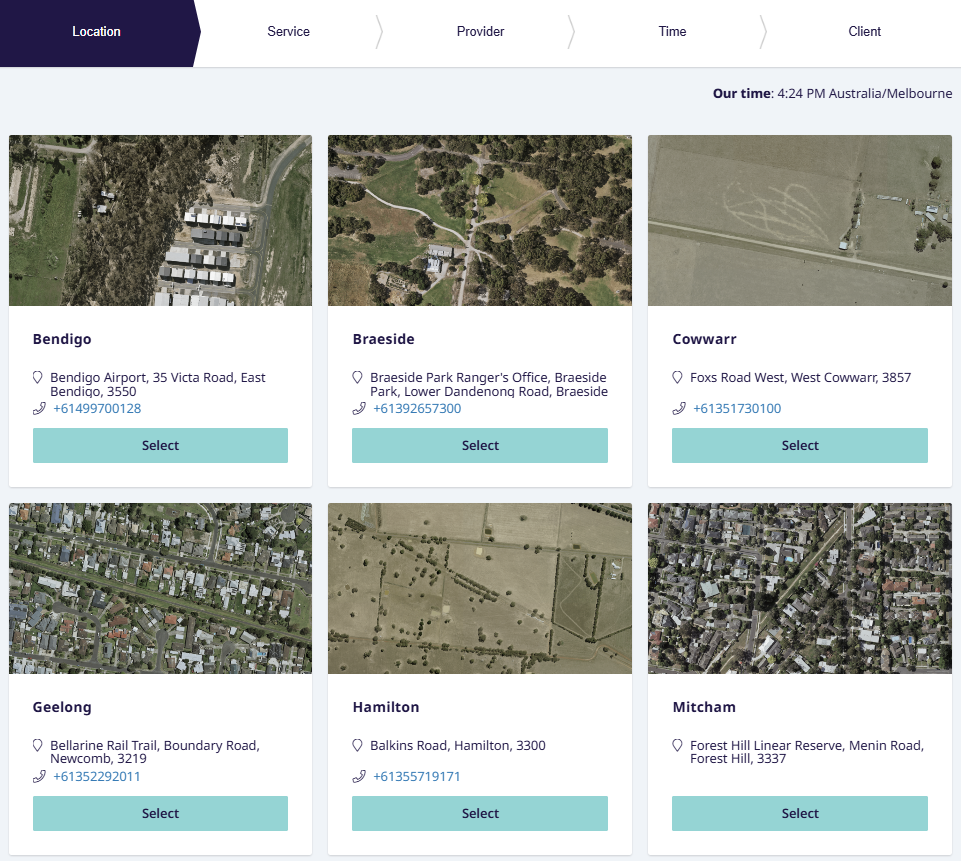 Location
Service
Provider
Time
Client
Our time: 4:24 PM Australia/Melbourne
Bendigo
Bendigo Airport, 35 Victa Road, East
Bendigo, 3550
+61499700128
Select
Braeside
Braeside Park Ranger's Office, Braeside
Park, Lower Dandenong Road, Braeside
+61392657300
Select
Cowwarr
Foxs Road West, West Cowwarr, 3857
+61351730100
Select
Geelong
Bellarine Rail Trail, Boundary Road,
Newcomb, 3219
+61352292011
Select
Hamilton
Balkins Road, Hamilton, 3300
+61355719171
Select
Mitcham
Forest Hill Linear Reserve, Menin Road,
Forest Hill, 3337
Select